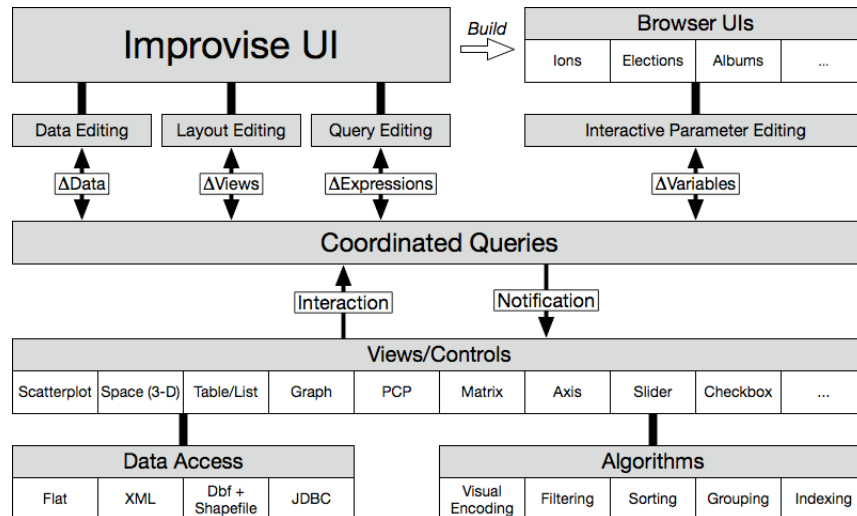 Improvise UI
Build
Browser UIs
Ions Elections Albums ...
Data Editing Layout Editing Query Editing Interactive Parameter Editing
ΔData ΔViews ΔExpressions ΔVariables
Coordinated Queries
Interaction Notification
Views/Controls
Scatterplot Space (3-D) Table/List Graph PCP Matrix Axis Slider Checkbox ...
Data Access
Flat XML Dbf + Shapefile JDBC
Algorithms
Visual Encoding Filtering Sorting Grouping Indexing